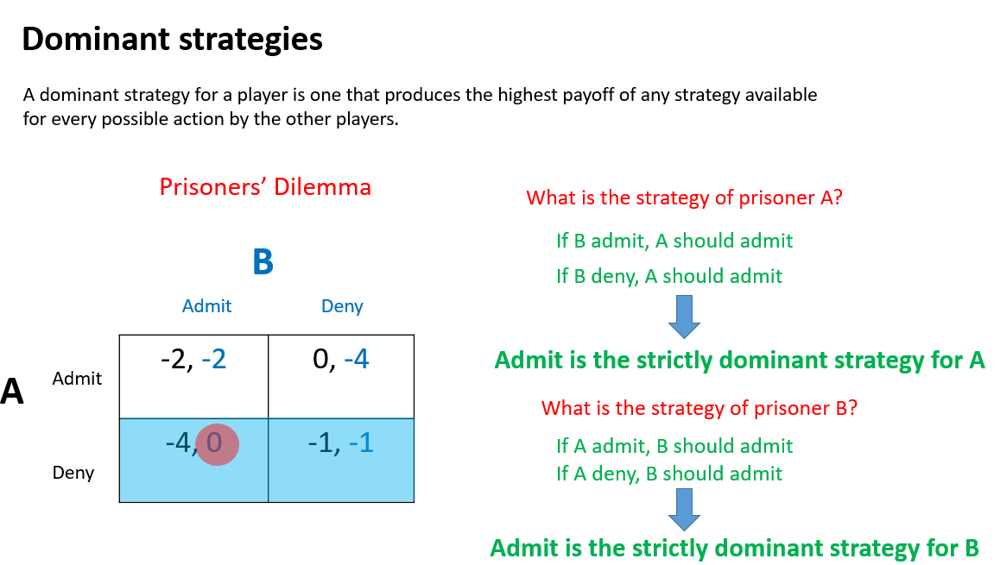 Dominant strategies
A dominant strategy for a player is one that produces the highest payoff of any strategy available
for every possible action by the other players.
Prisoners’ Dilemma
B
Admit
Deny
A
Admit
-2, -2
0, -4
Deny
-4, 0
-1, -1
What is the strategy of prisoner A?
If B admit, A should admit
If B deny, A should admit
Admit is the strictly dominant strategy for A
What is the strategy of prisoner B?
If A admit, B should admit
If A deny, B should admit
Admit is the strictly dominant strategy for B